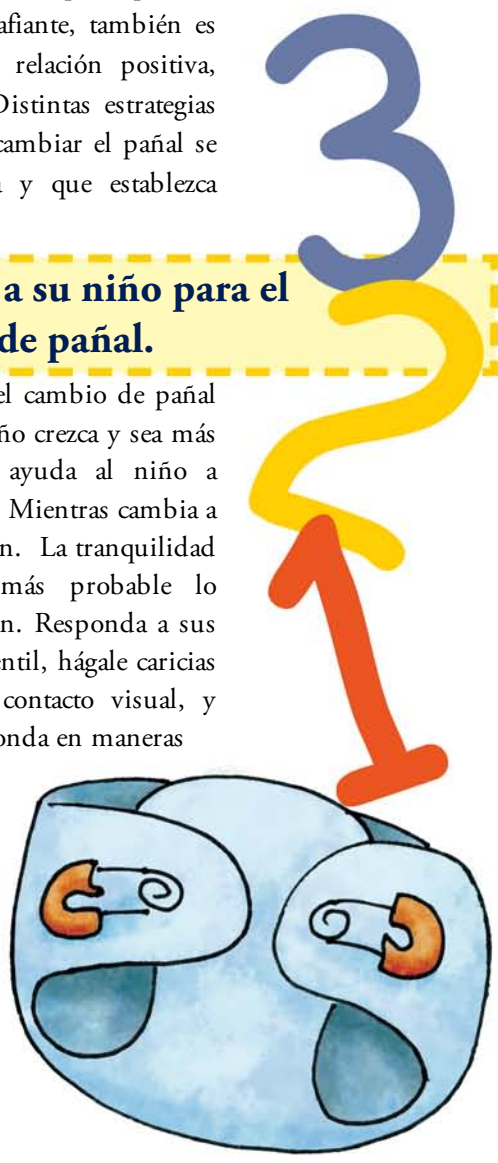 afiante, también es
relación positiva,
Distintas estrategias
cambiar el pañal se
y que establezca
3
a su niño para el
de pañal.
2
el cambio de pañal
ño crezca y sea más
ayuda al niño a
Mientras cambia a
n. La tranquilidad
más probable lo
n. Responda a sus
entil, hágale caricias
contacto visual, y
onda en maneras
1